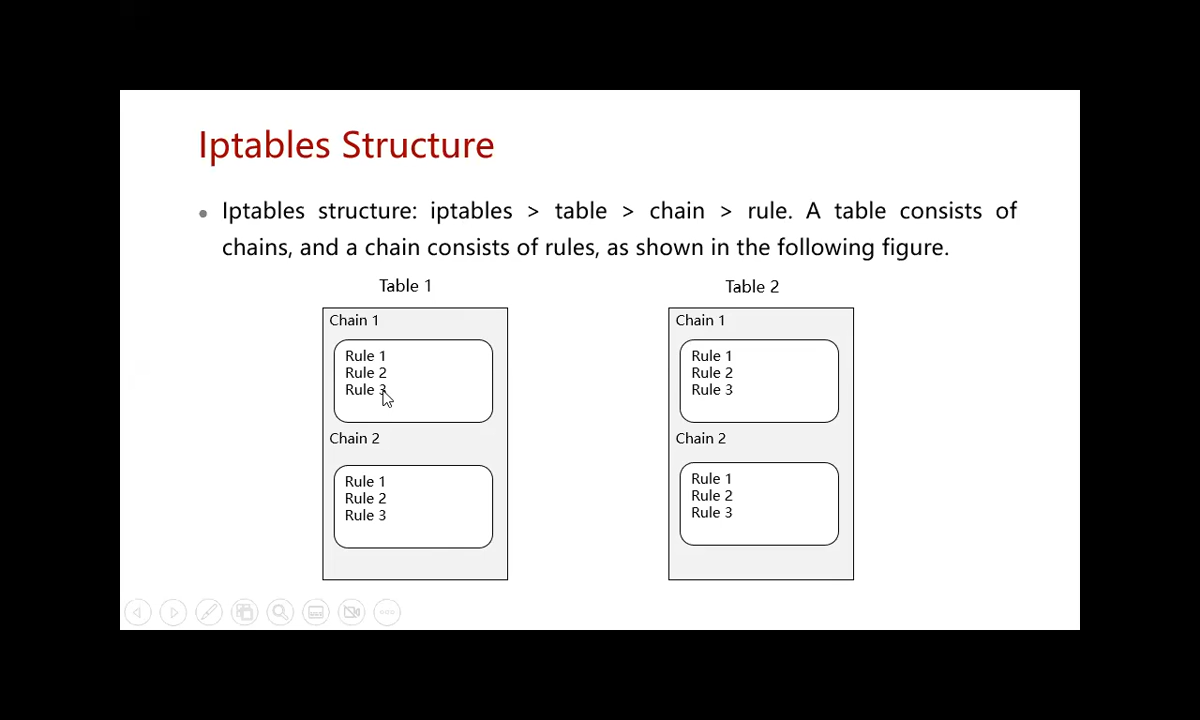 Iptables Structure
Iptables structure: iptables > table > chain > rule. A table consists of
chains, and a chain consists of rules, as shown in the following figure.
Table 1
Chain 1
Rule 1
Rule 2
Rule 3
Chain 2
Rule 1
Rule 2
Rule 3
Table 2
Chain 1
Rule 1
Rule 2
Rule 3
Chain 2
Rule 1
Rule 2
Rule 3